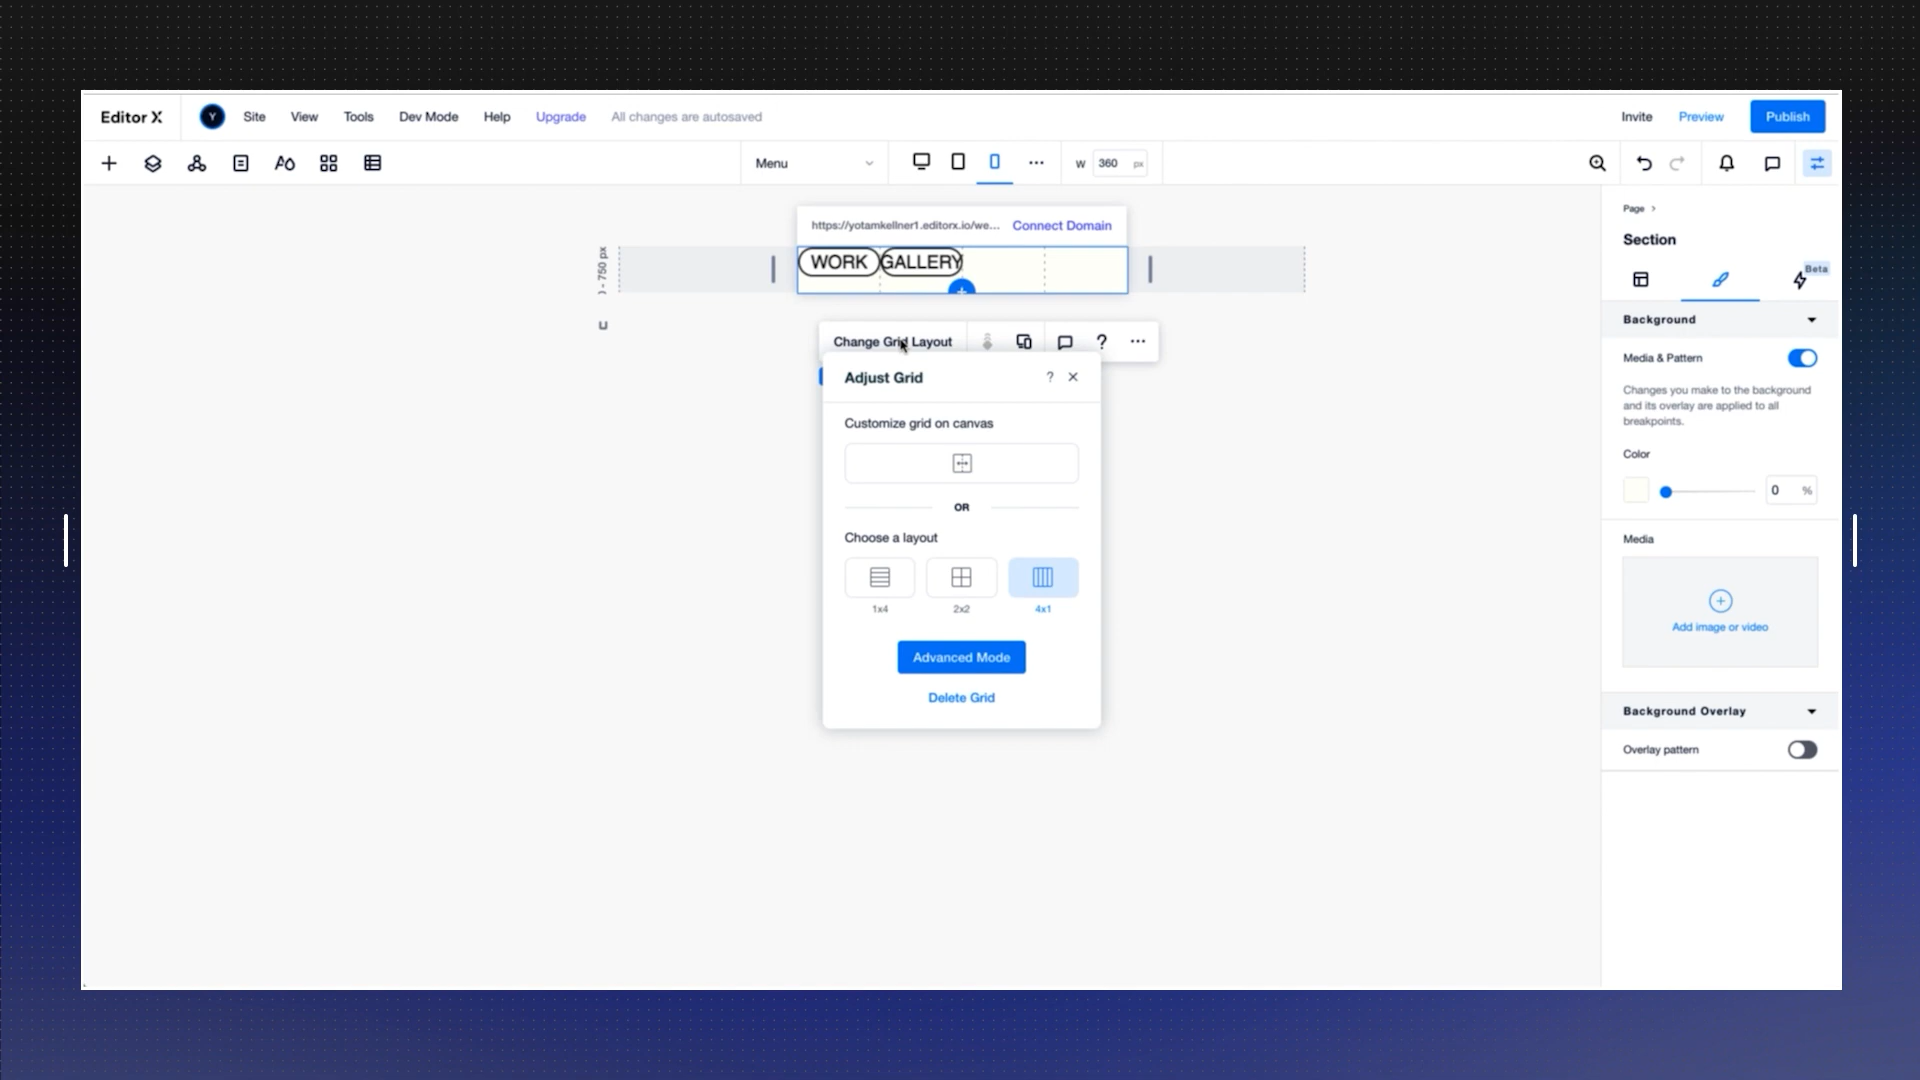 Editor X
Y
Site
View
Tools
Dev Mode
Help
Upgrade
All changes are autosaved
Invite
Preview
Publish
Menu
W
360
px
https://yotamkellner1.editorx.io/we...
Connect Domain
WORK
GALLERY
- 750 px
Change Grid Layout
?
Adjust Grid
?
Customize grid on canvas
OR
Choose a layout
1x4
2x2
4x1
Advanced Mode
Delete Grid
Page >
Section
Beta
Background
Media & Pattern
Changes you make to the background
and its overlay are applied to all
breakpoints.
Color
0
%
Media
Add image or video
Background Overlay
Overlay pattern